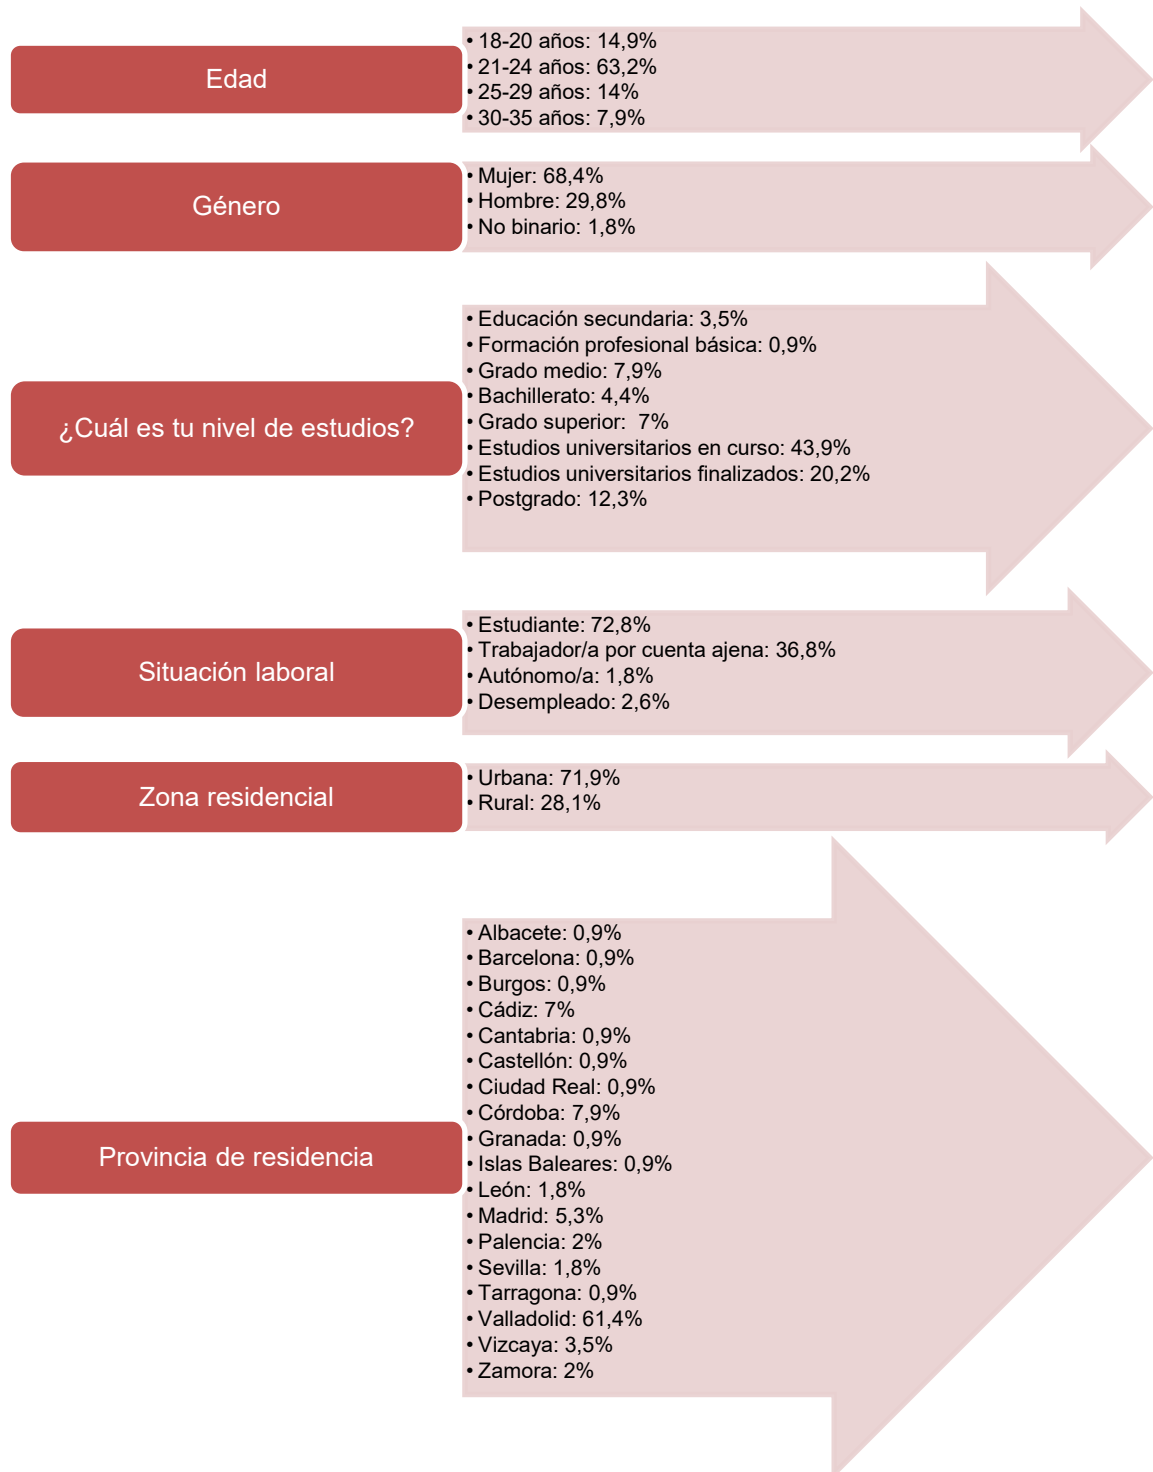 Edad
• 18-20 años: 14,9%
• 21-24 años: 63,2%
• 25-29 años: 14%
• 30-35 años: 7,9%
Género
• Mujer: 68,4%
• Hombre: 29,8%
• No binario: 1,8%
¿Cuál es tu nivel de estudios?
• Educación secundaria: 3,5%
• Formación profesional básica: 0,9%
• Grado medio: 7,9%
• Bachillerato: 4,4%
• Grado superior:  7%
• Estudios universitarios en curso: 43,9%
• Estudios universitarios finalizados: 20,2%
• Postgrado: 12,3%
Situación laboral
• Estudiante: 72,8%
• Trabajador/a por cuenta ajena: 36,8%
• Autónomo/a: 1,8%
• Desempleado: 2,6%
Zona residencial
• Urbana: 71,9%
• Rural: 28,1%
Provincia de residencia
• Albacete: 0,9%
• Barcelona: 0,9%
• Burgos: 0,9%
• Cádiz: 7%
• Cantabria: 0,9%
• Castellón: 0,9%
• Ciudad Real: 0,9%
• Córdoba: 7,9%
• Granada: 0,9%
• Islas Baleares: 0,9%
• León: 1,8%
• Madrid: 5,3%
• Palencia: 2%
• Sevilla: 1,8%
• Tarragona: 0,9%
• Valladolid: 61,4%
• Vizcaya: 3,5%
• Zamora: 2%